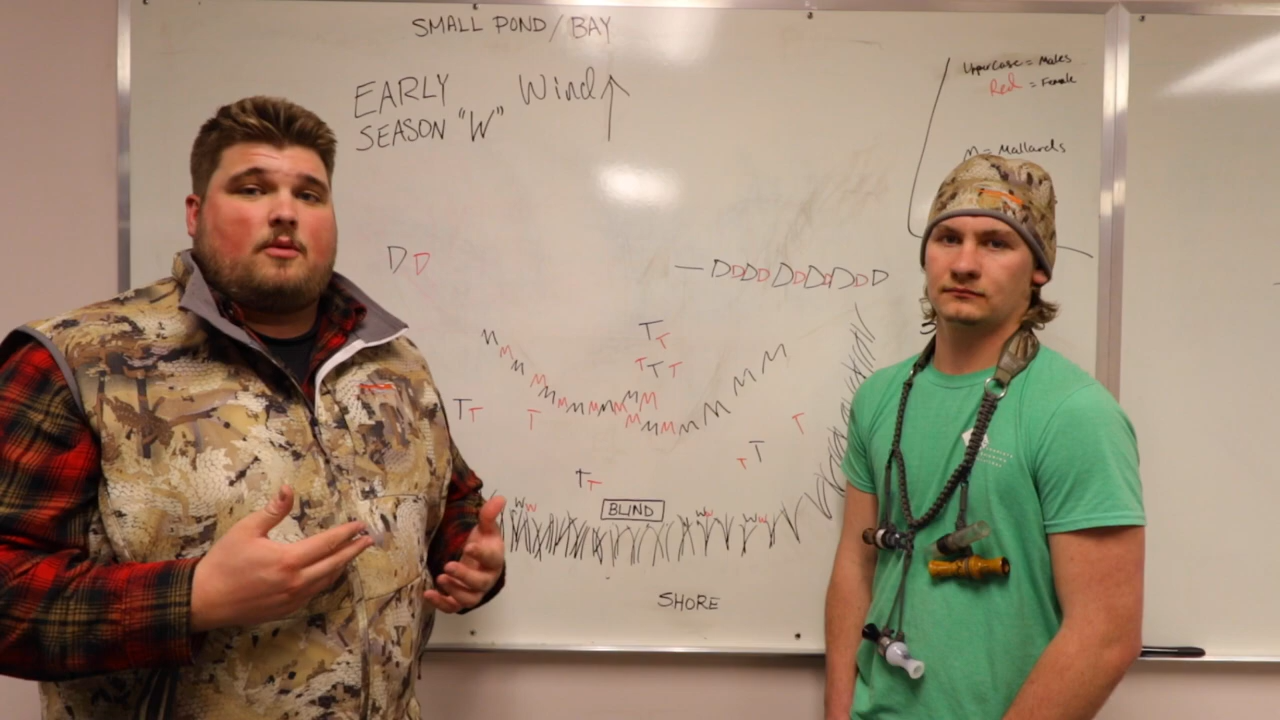 SMALL POND/BAY
EARLY
SEASON "W"
Wind
Uppercase = Males
Red = Female
M = Mallards
D D
D D D D D D D D D D
T T
T T T
M M M M M M M M M M M M M M M M M M M M M M
T T
T
T
T T
T T
W W
BLIND
W W
W W
SHORE